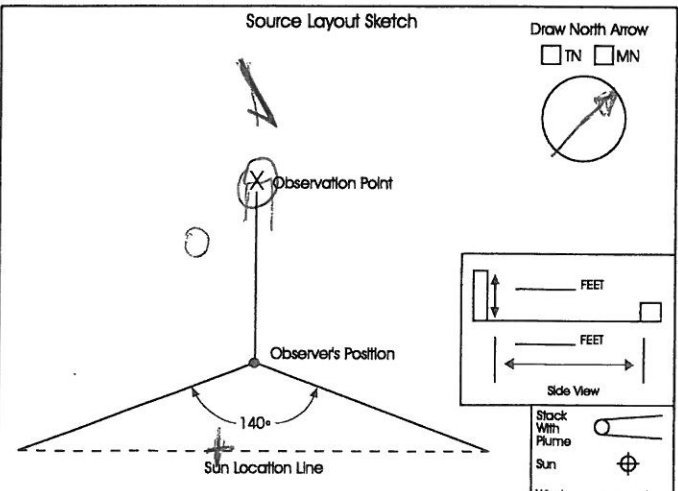 Source Layout Sketch
Draw North Arrow
TN MN
X Observation Point
FEET
FEET
Observer's Position
Side View
140°
Stack
With
Plume
Sun Location Line
Sun